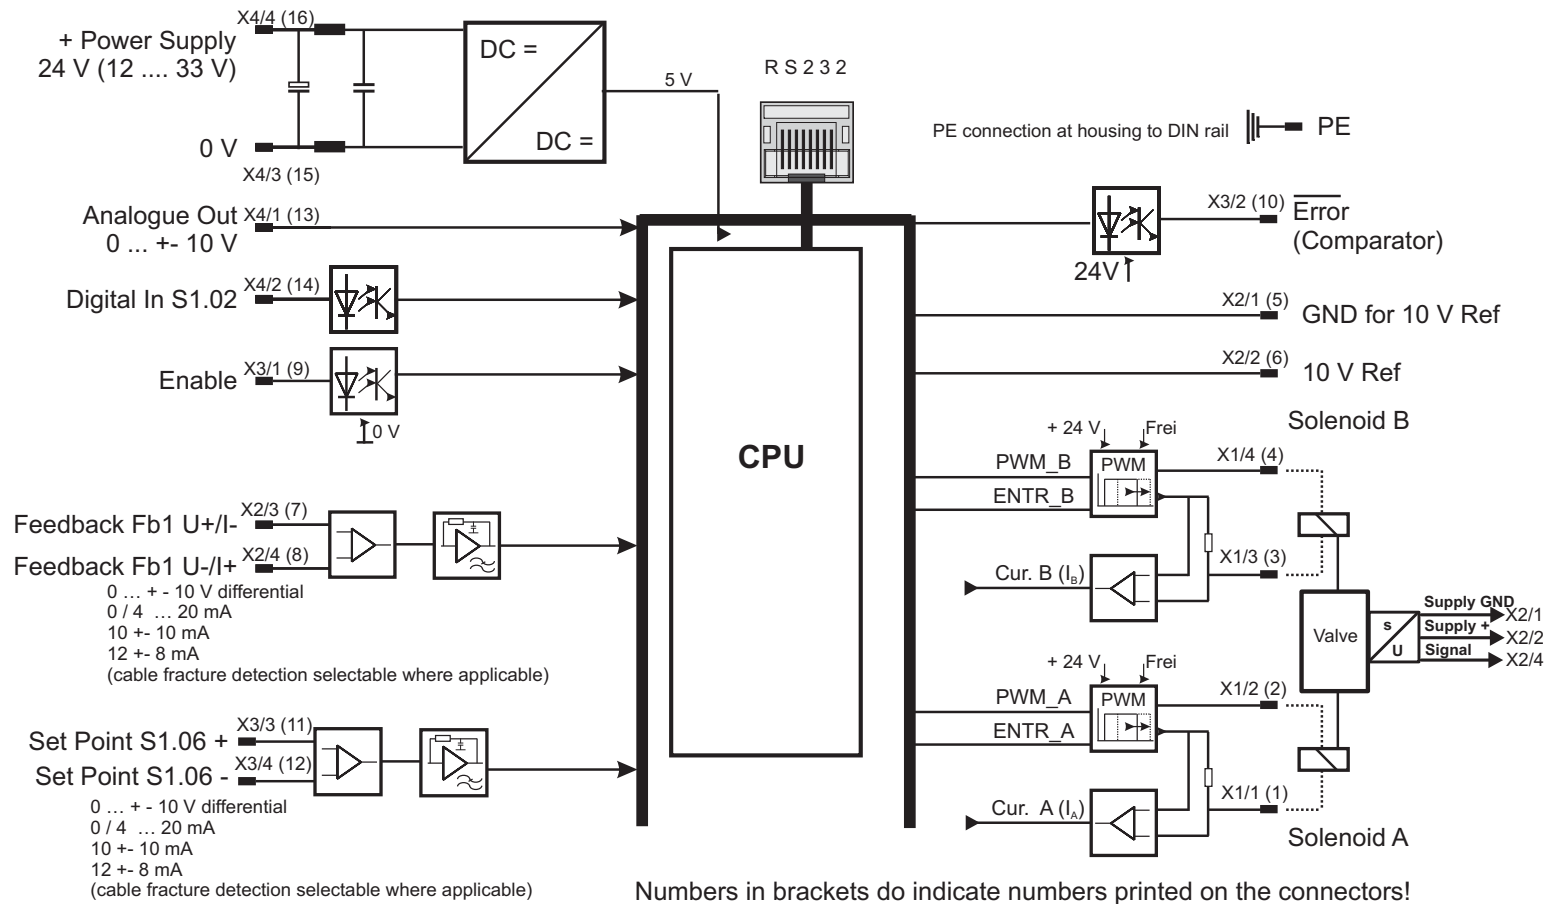 X4/4 (16)
+ Power Supply
24 V (12 .... 33 V)
0 V
X4/3 (15)
DC =
DC =
5 V
R S 2 3 2
PE connection at housing to DIN rail
PE
Analogue Out
X4/1 (13)
0 ... +- 10 V
Digital In S1.02
X4/2 (14)
Enable
X3/1 (9)
0 V
X3/2 (10)
Error
(Comparator)
24V
X2/1 (5)
GND for 10 V Ref
X2/2 (6)
10 V Ref
CPU
Feedback Fb1 U+/I-
X2/3 (7)
Feedback Fb1 U-/I+
X2/4 (8)
0 ... + - 10 V differential
0 / 4 ... 20 mA
10 +- 10 mA
12 +- 8 mA
(cable fracture detection selectable where applicable)
Set Point S1.06 +
X3/3 (11)
Set Point S1.06 -
X3/4 (12)
0 ... + - 10 V differential
0 / 4 ... 20 mA
10 +- 10 mA
12 +- 8 mA
(cable fracture detection selectable where applicable)
Solenoid B
+ 24 V
Frei
PWM_B
PWM
X1/4 (4)
ENTR_B
Cur. B (I_B)
X1/3 (3)
Valve
s
U
Supply GND
X2/1
Supply +
X2/2
Signal
X2/4
+ 24 V
Frei
PWM_A
PWM
X1/2 (2)
ENTR_A
Cur. A (I_A)
X1/1 (1)
Solenoid A
Numbers in brackets do indicate numbers printed on the connectors!